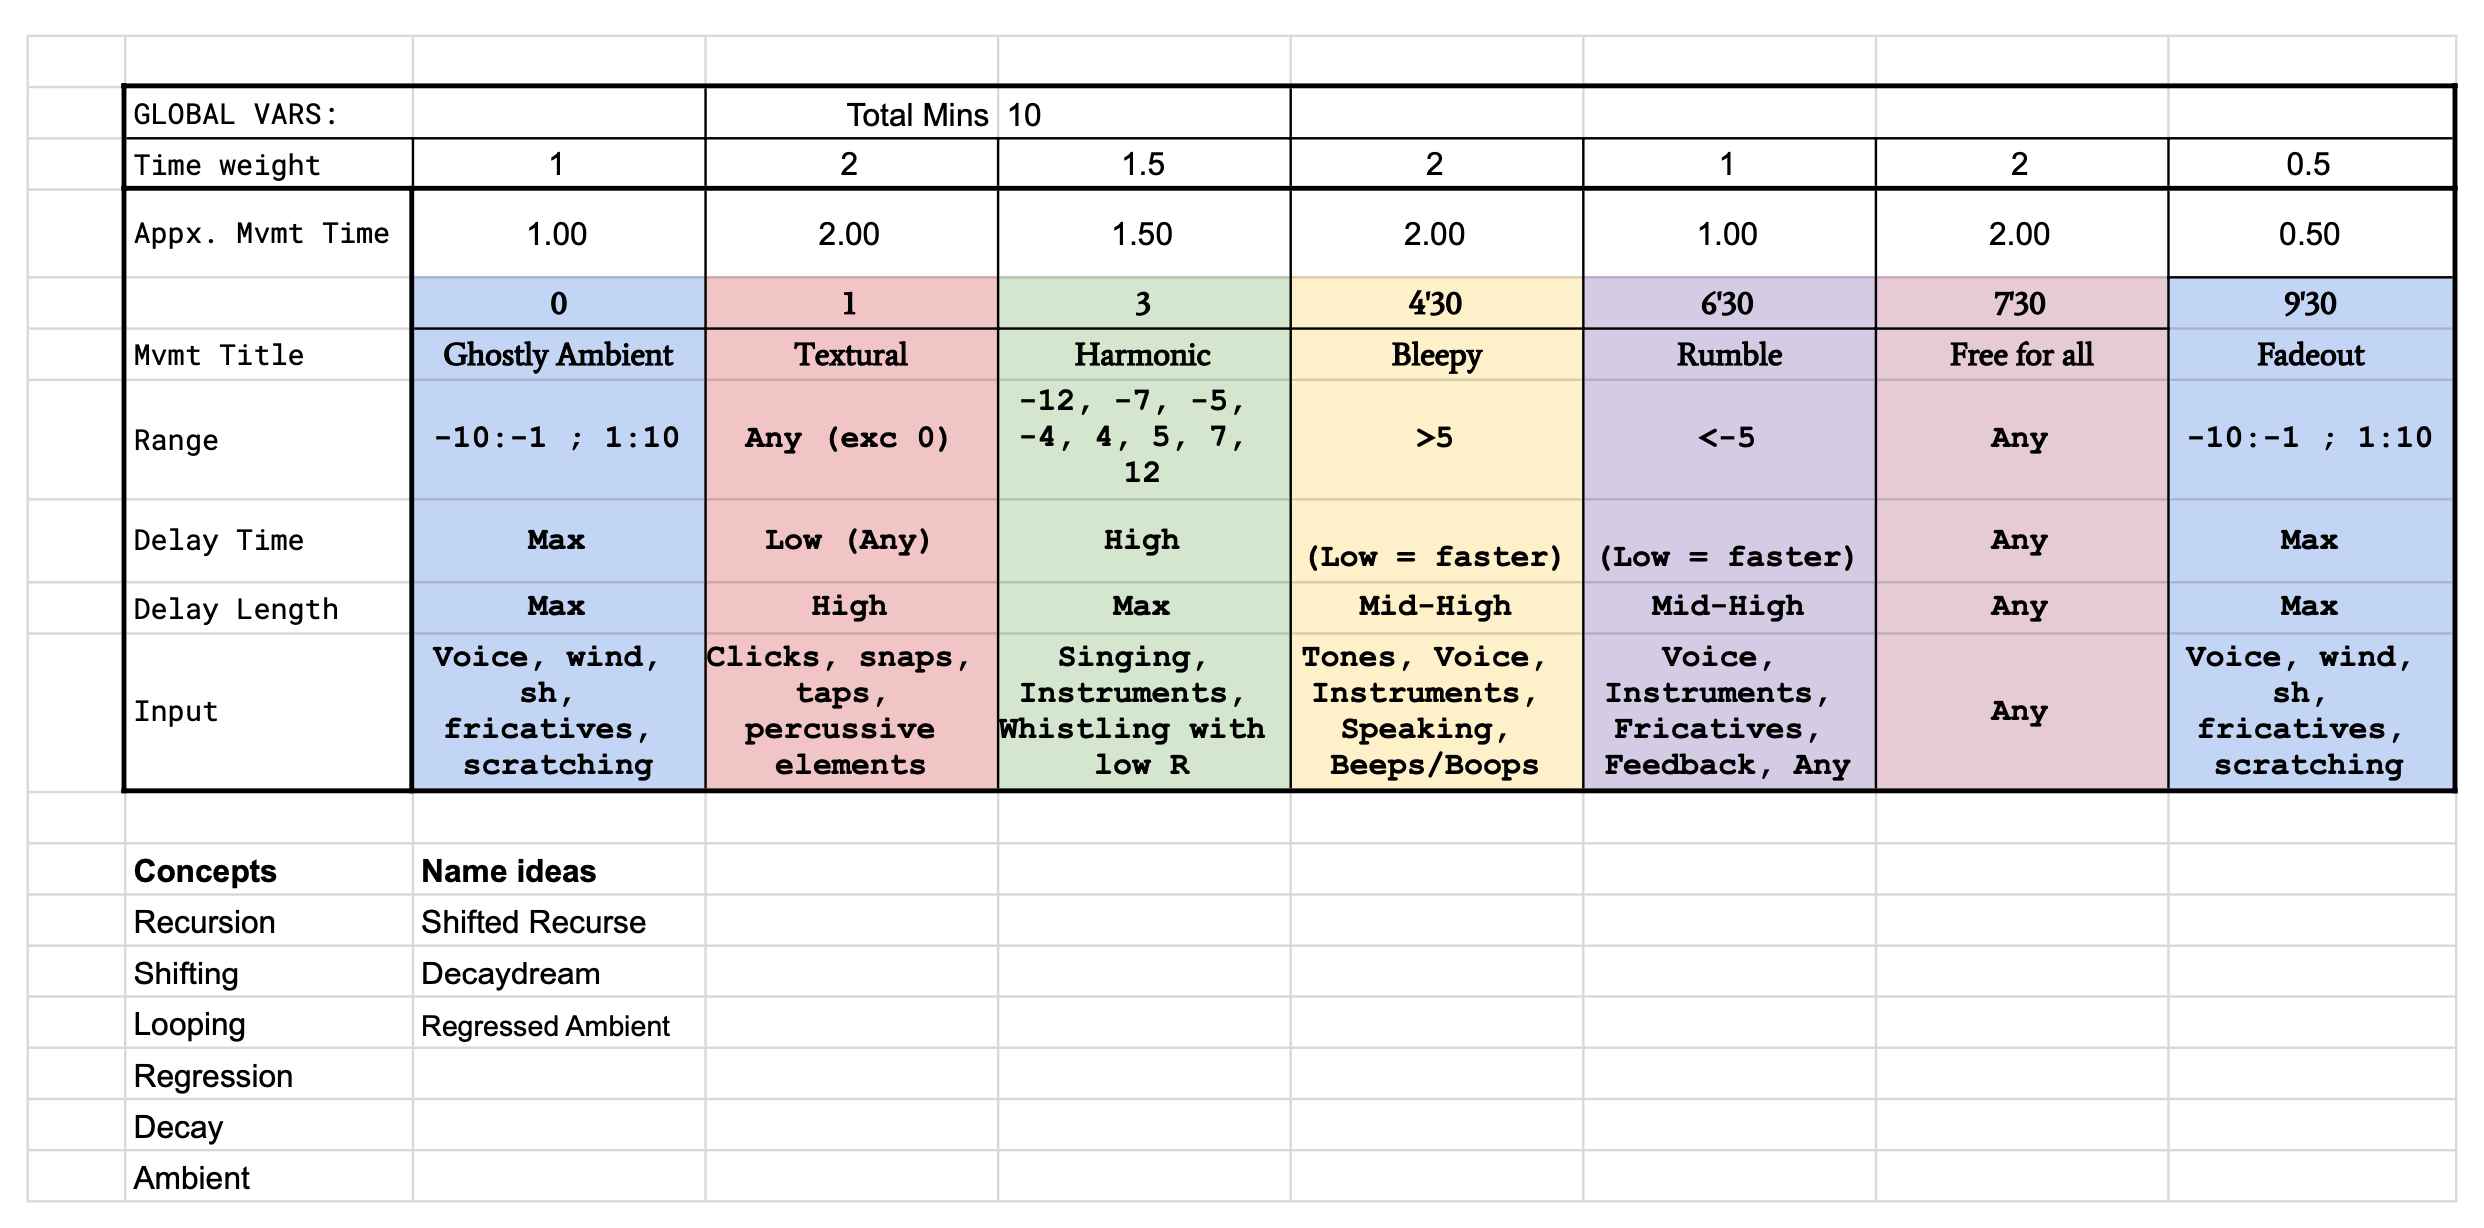 GLOBAL VARS: Total Mins 10
Time weight 1 2 1.5 2 1 2 0.5
Appx. Mvmt Time 1.00 2.00 1.50 2.00 1.00 2.00 0.50
0 1 3 4'30 6'30 7'30 9'30
Mvmt Title Ghostly Ambient Textural Harmonic Bleepy Rumble Free for all Fadeout
Range -10:-1 ; 1:10 Any (exc 0) -12, -7, -5,
-4, 4, 5, 7,
12 >5 <-5 Any -10:-1 ; 1:10
Delay Time Max Low (Any) High (Low = faster) (Low = faster) Any Max
Delay Length Max High Max Mid-High Mid-High Any Max
Input Voice, wind,
sh,
fricatives,
scratching Clicks, snaps,
taps,
percussive
elements Singing,
Instruments,
Whistling with
low R Tones, Voice,
Instruments,
Speaking,
Beeps/Boops Voice,
Instruments,
Fricatives,
Feedback, Any Any Voice, wind,
sh,
fricatives,
scratching
Concepts Name ideas
Recursion Shifted Recurse
Shifting Decaydream
Looping Regressed Ambient
Regression
Decay
Ambient